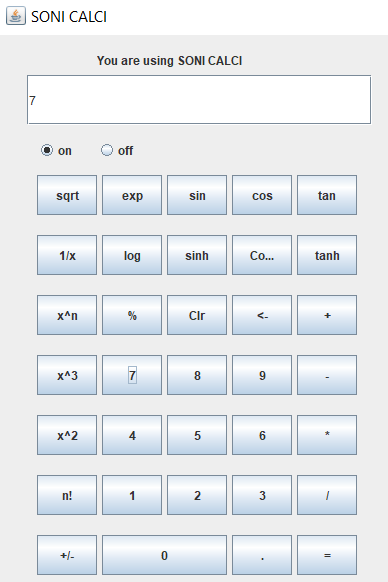 SONI CALCI
You are using SONI CALCI
7
on off
sqrt exp sin cos tan
1/x log sinh Co... tanh
x^n % Clr <- +
x^3 7 8 9 -
x^2 4 5 6 *
n! 1 2 3 /
+/- 0 . =